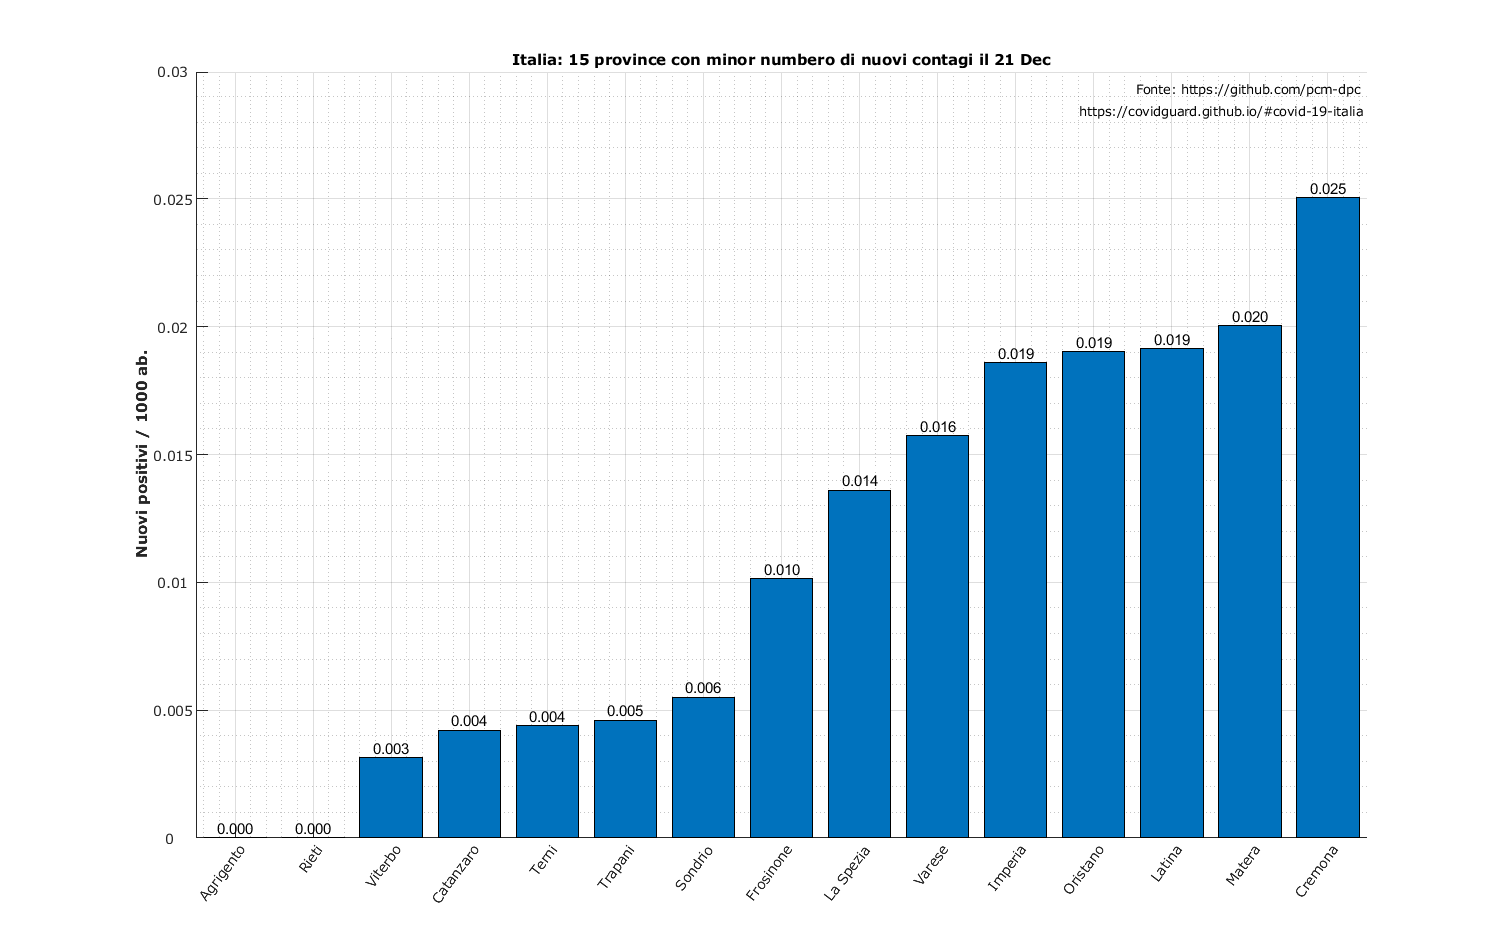 Italia: 15 province con minor numbero di nuovi contagi il 21 Dec
Fonte: https://github.com/pcm-dpc
https://covidguard.github.io/#covid-19-italia
Nuovi positivi / 1000 ab.
0.03
0.025
0.02
0.015
0.01
0.005
0
0.000
0.000
0.003
0.004
0.004
0.005
0.006
0.010
0.014
0.016
0.019
0.019
0.019
0.020
0.025
Agrigento
Rieti
Viterbo
Catanzaro
Terni
Trapani
Sondrio
Frosinone
La Spezia
Varese
Imperia
Oristano
Latina
Matera
Cremona